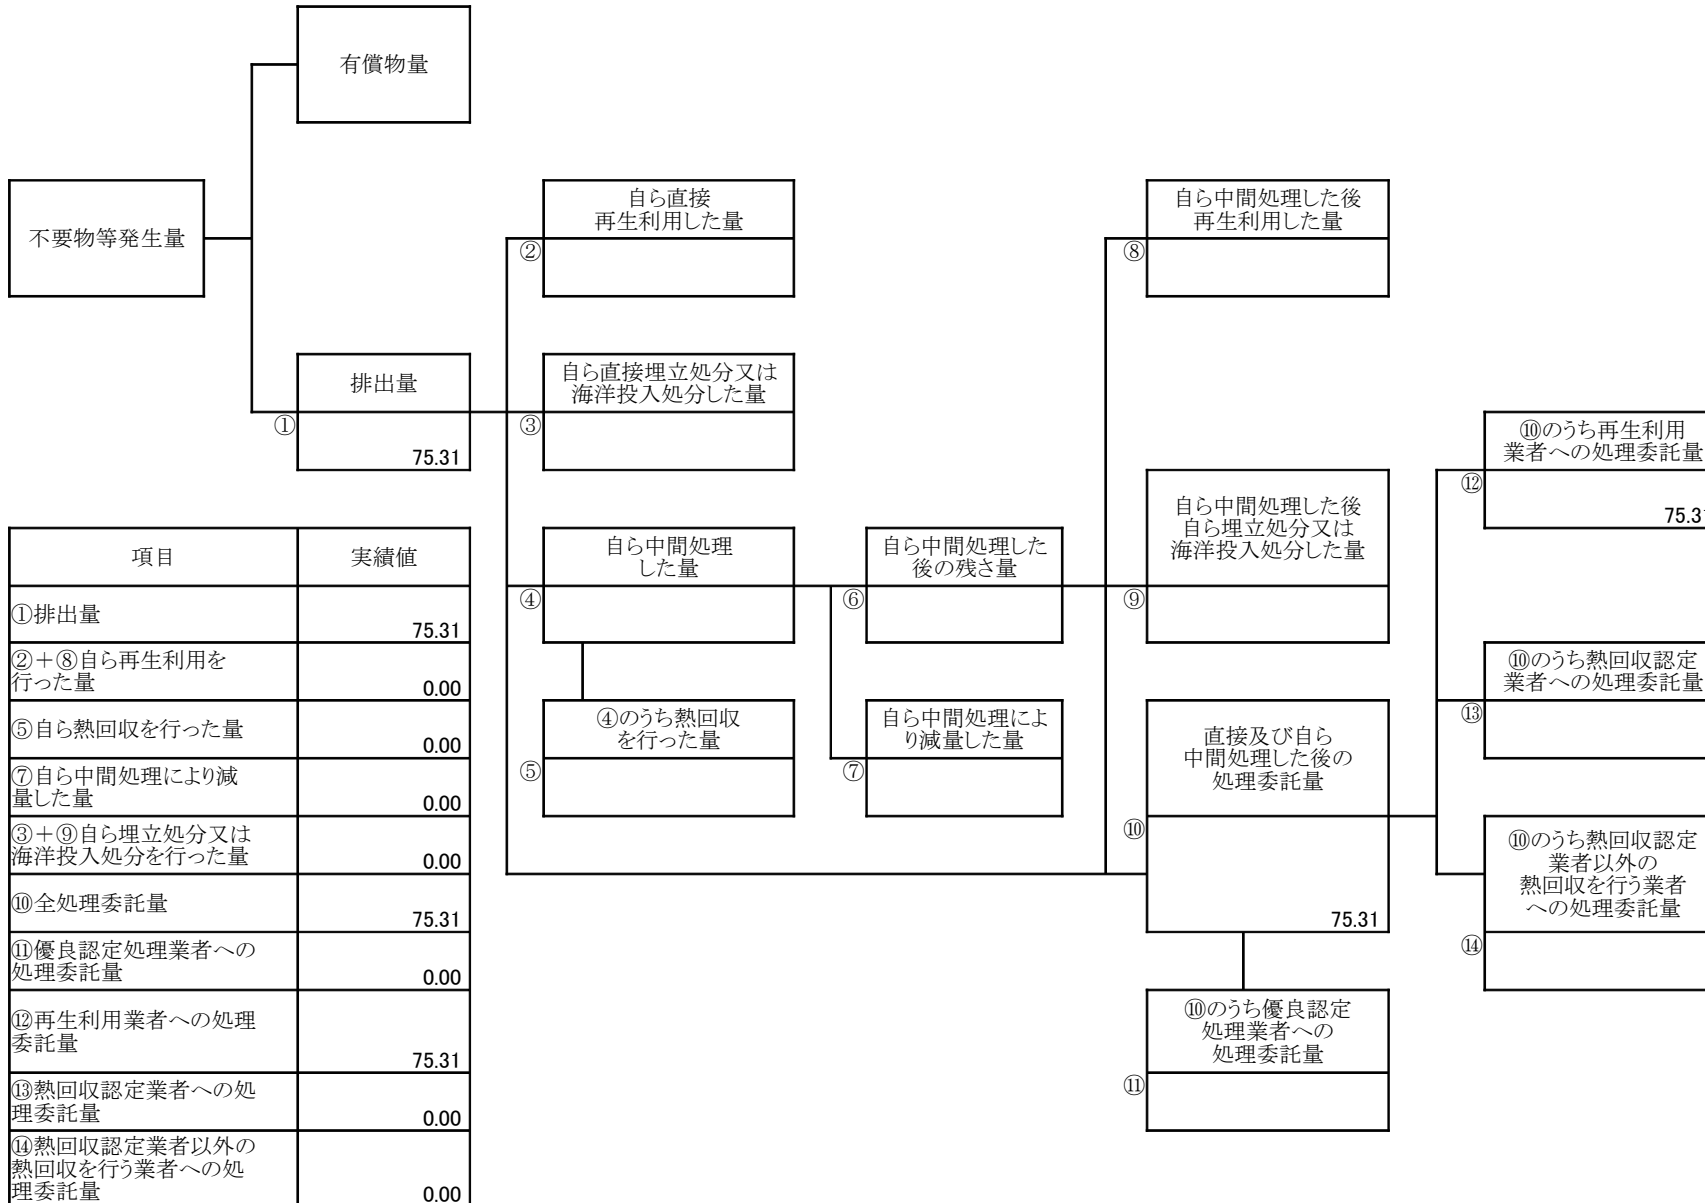 有償物量
不要物等発生量
自ら直接
再生利用した量
②
自ら中間処理した後
再生利用した量
⑧
排出量
①
75.31
自ら直接埋立処分又は
海洋投入処分した量
③
⑩のうち再生利用
業者への処理委託量
⑫
75.31
自ら中間処理した後
自ら埋立処分又は
海洋投入処分した量
⑨
自ら中間処理
した量
④
自ら中間処理した
後の残さ量
⑥
⑩のうち熱回収認定
業者への処理委託量
⑬
④のうち熱回収
を行った量
⑤
自ら中間処理によ
り減量した量
⑦
直接及び自ら
中間処理した後の
処理委託量
⑩
75.31
⑩のうち熱回収認定
業者以外の
熱回収を行う業者
への処理委託量
⑭
⑩のうち優良認定
処理業者への
処理委託量
⑪
項目 実績値
①排出量
75.31
②＋⑧自ら再生利用を
行った量
0.00
⑤自ら熱回収を行った量
0.00
⑦自ら中間処理により減
量した量
0.00
③＋⑨自ら埋立処分又は
海洋投入処分を行った量
0.00
⑩全処理委託量
75.31
⑪優良認定処理業者への
処理委託量
0.00
⑫再生利用業者への処理
委託量
75.31
⑬熱回収認定業者への処
理委託量
0.00
⑭熱回収認定業者以外の
熱回収を行う業者への処
理委託量
0.00